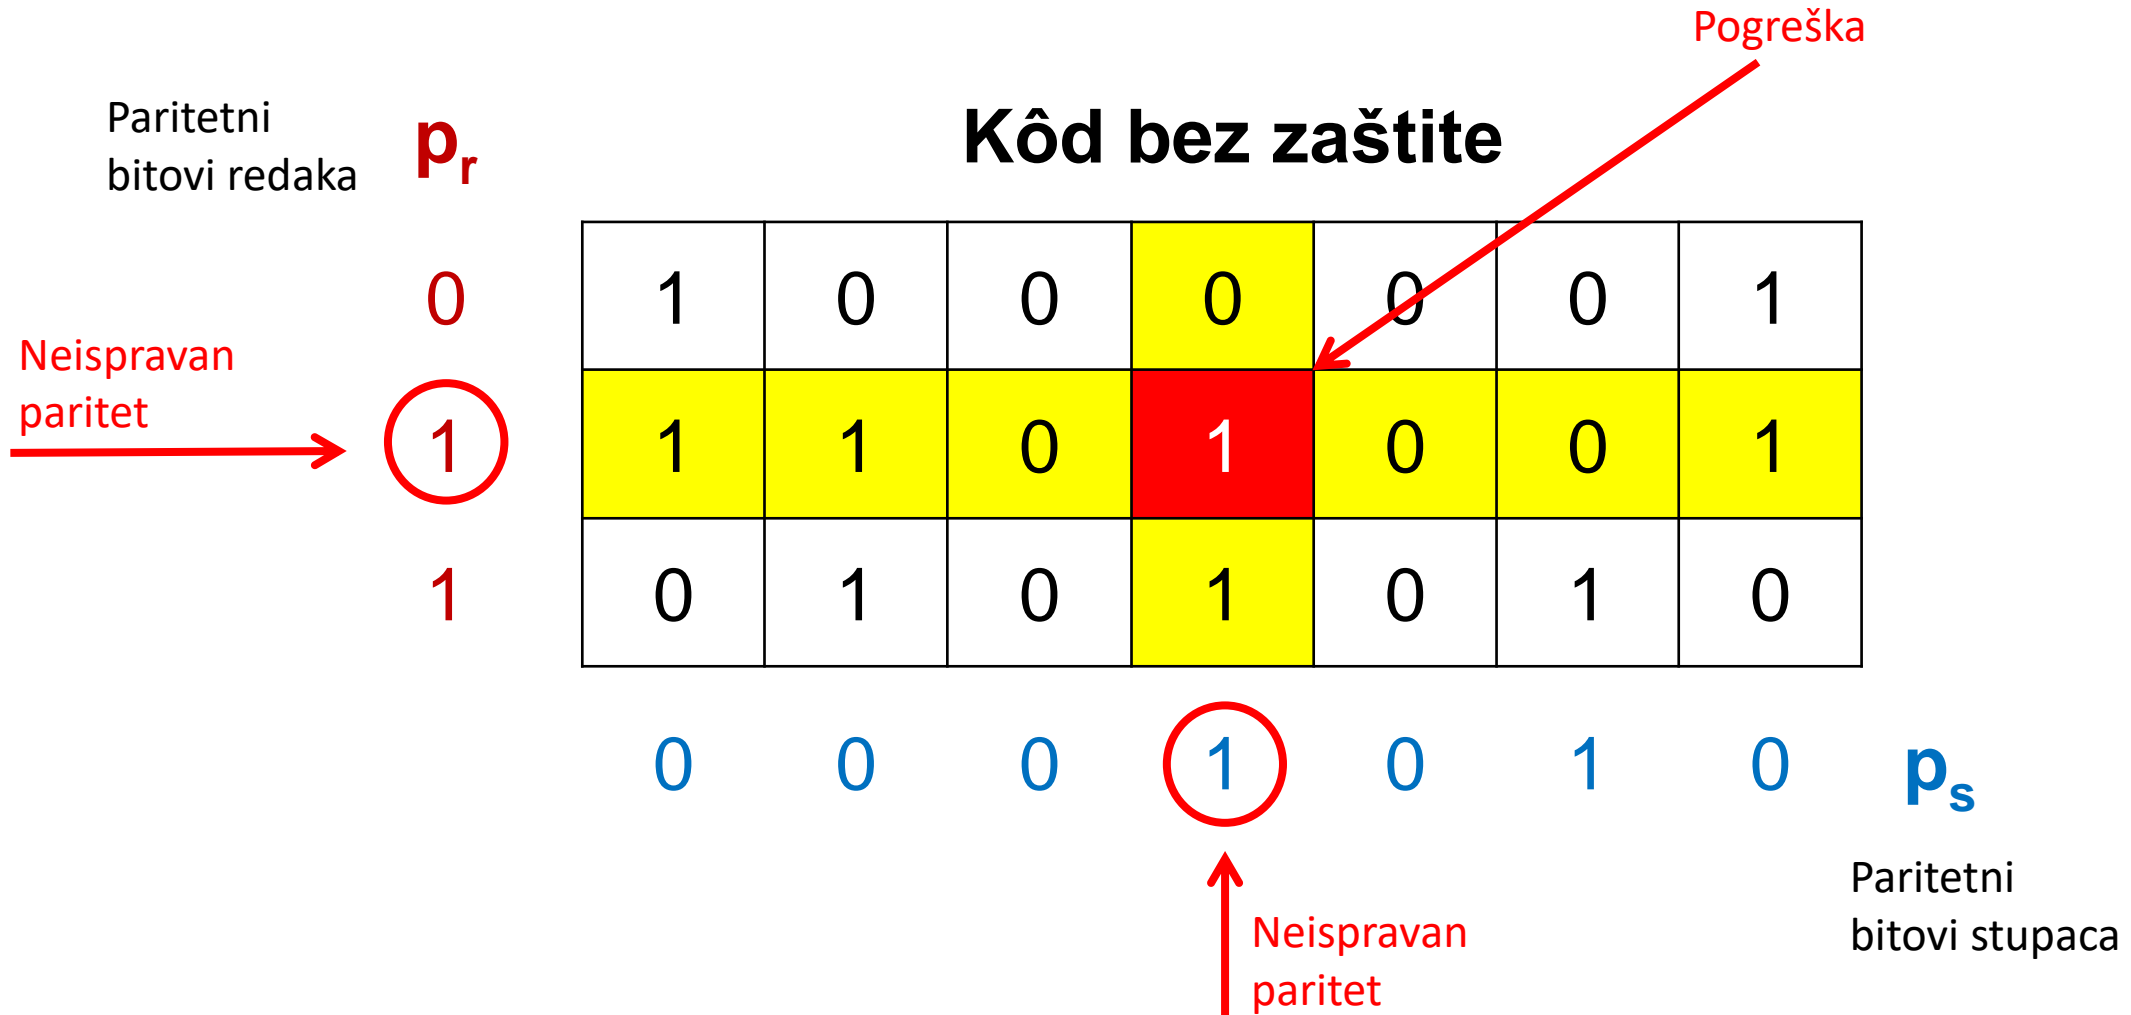 Pogreška
Paritetni
bitovi redaka
p_r
Kôd bez zaštite
0 1 0 0 0 0 0 1
Neispravan
paritet
1 1 1 0 1 0 0 1
1 0 1 0 1 0 1 0
0 0 0 1 0 1 0 p_s
Paritetni
bitovi stupaca
Neispravan
paritet